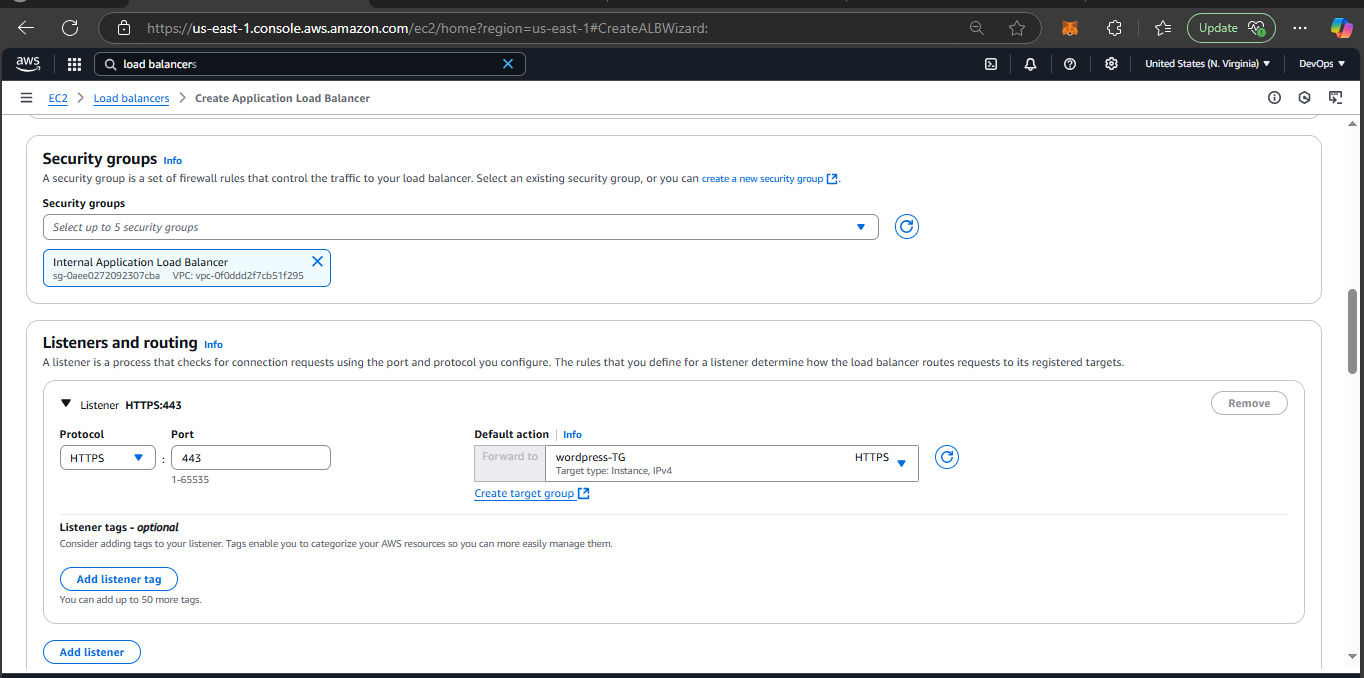 https://us-east-1.console.aws.amazon.com/ec2/home?region=us-east-1#CreateALBWizard:
Update
aws
load balancers
United States (N. Virginia)
DevOps
EC2 > Load balancers > Create Application Load Balancer
Security groups Info
A security group is a set of firewall rules that control the traffic to your load balancer. Select an existing security group, or you can create a new security group.
Security groups
Select up to 5 security groups
Internal Application Load Balancer
sg-0aee0272092307cba VPC: vpc-0f0ddd2f7cb51f295
Listeners and routing Info
A listener is a process that checks for connection requests using the port and protocol you configure. The rules that you define for a listener determine how the load balancer routes requests to its registered targets.
Listener HTTPS:443
Remove
Protocol
Port
Default action | Info
HTTPS
: 443
1-65535
Forward to
wordpress-TG
HTTPS
Target type: Instance, IPv4
Create target group
Listener tags - optional
Consider adding tags to your listener. Tags enable you to categorize your AWS resources so you can more easily manage them.
Add listener tag
You can add up to 50 more tags.
Add listener